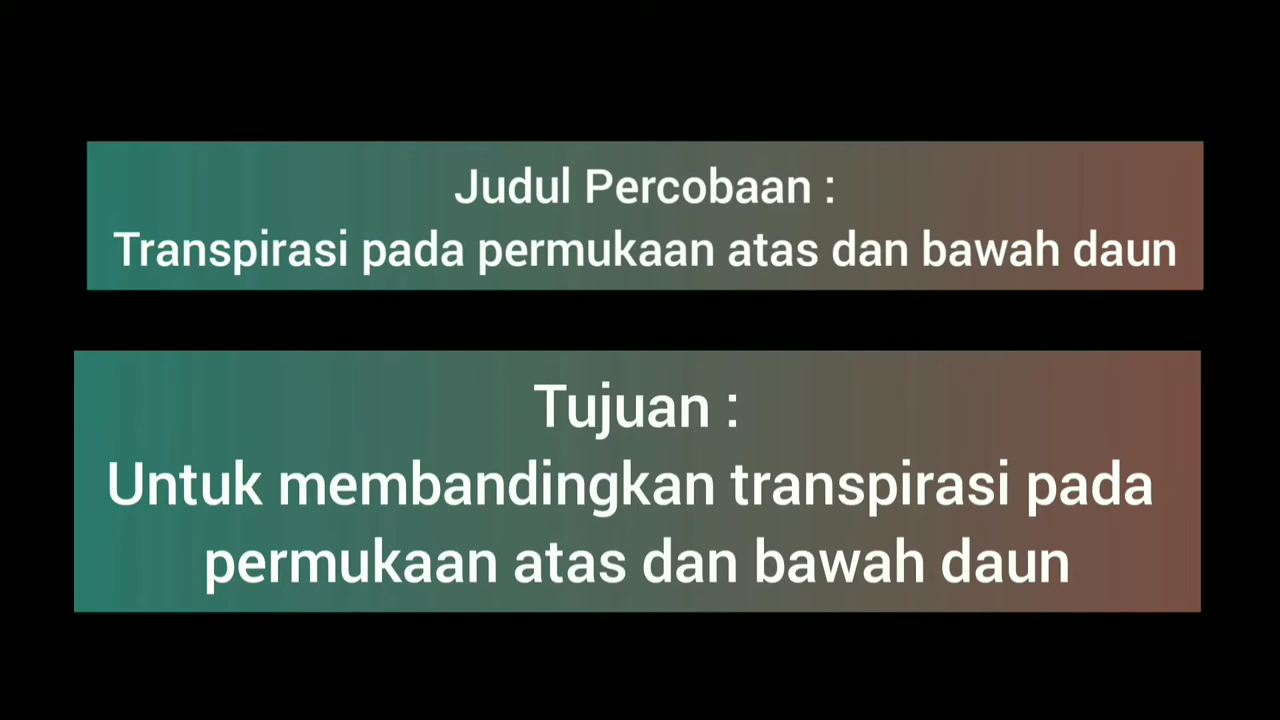 Judul Percobaan :
Transpirasi pada permukaan atas dan bawah daun
Tujuan :
Untuk membandingkan transpirasi pada
permukaan atas dan bawah daun